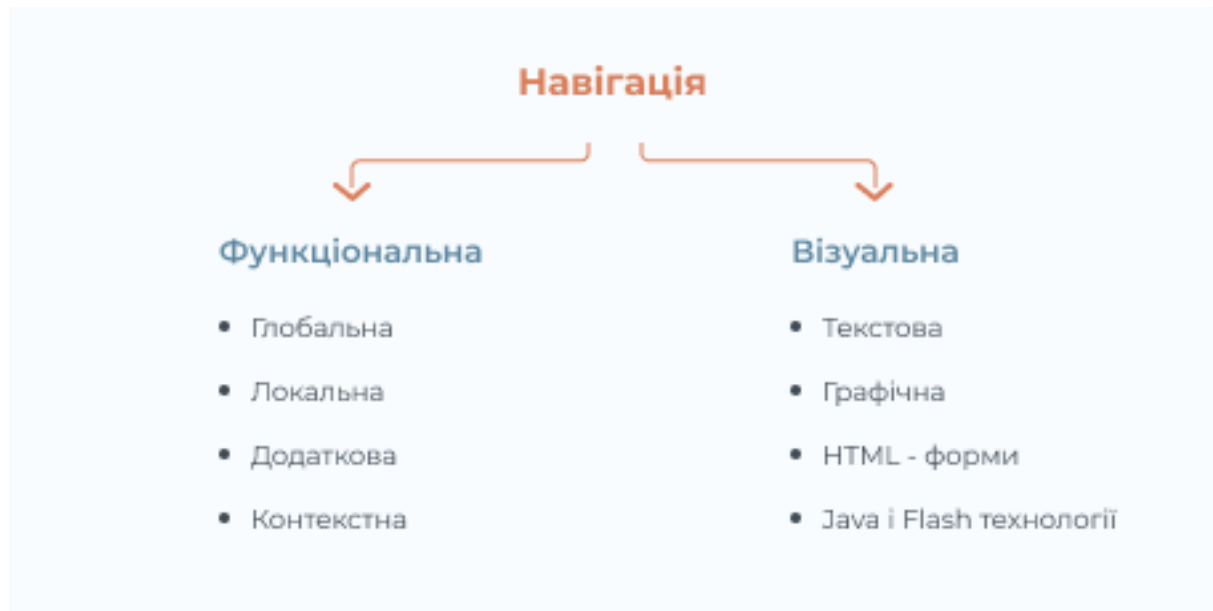 Навігація
Функціональна
• Глобальна
• Локальна
• Додаткова
• Контекстна
Візуальна
• Текстова
• Графічна
• HTML - форми
• Java і Flash технології